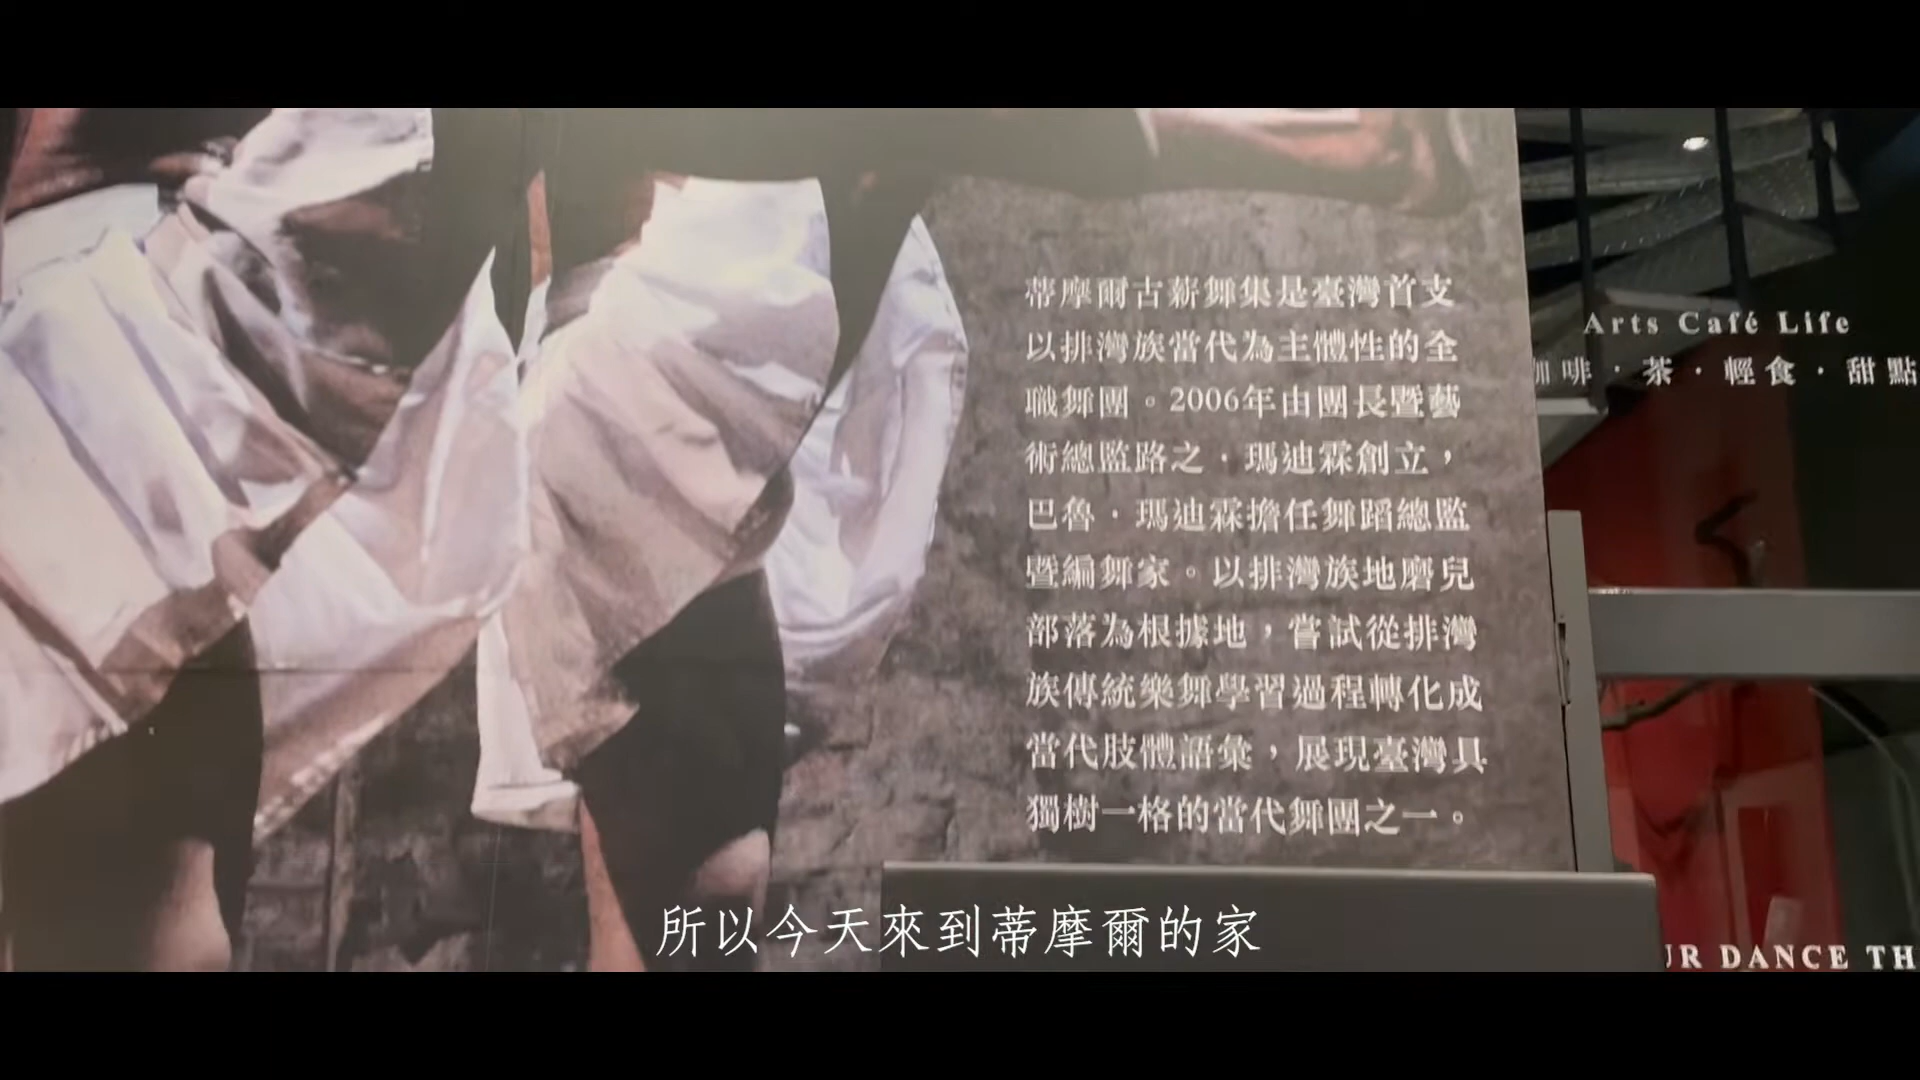 蒂摩爾古薪舞集是臺灣首支
以排灣族當代為主體性的全
職舞團。2006年由團長暨藝
術總監路之·瑪迪霖創立，
巴魯·瑪迪霖擔任舞蹈總監
暨編舞家。以排灣族地磨兒
部落為根據地，嘗試從排灣
族傳統樂舞學習過程轉化成
當代肢體語彙，展現臺灣具
獨樹一格的當代舞團之一。
Arts Café Life
咖啡·茶·輕食·甜點
UR DANCE TH
所以今天來到蒂摩爾的家